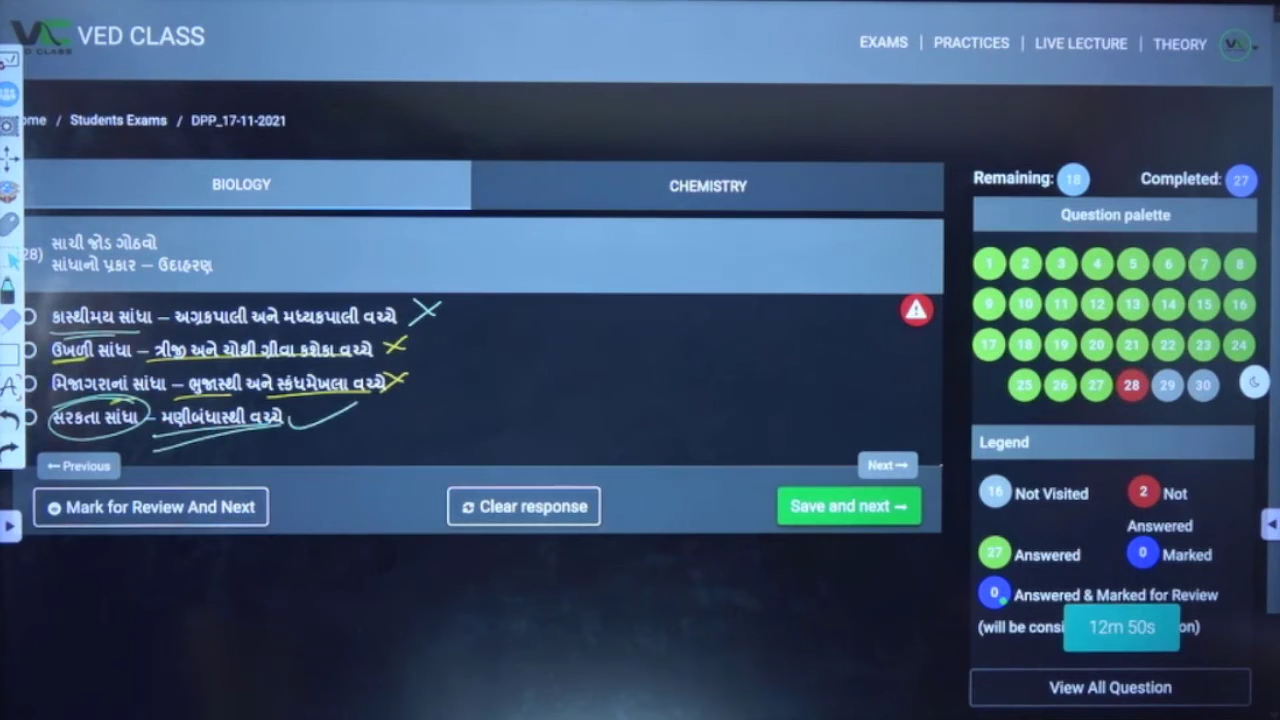 VED CLASS
EXAMS | PRACTICES | LIVE LECTURE | THEORY
ome / Students Exams / DPP_17-11-2021
BIOLOGY
CHEMISTRY
28)
સાચી જોડ ગોઠવો
સાંધાનો પ્રકાર – ઉદાહરણ
કાસ્થીમય સાંધા – અગ્રકપાલી અને મધ્યકપાલી વચ્ચે
ઉખળી સાંધા – ત્રીજી અને ચોથી ગ્રીવા કશેકા વચ્ચે
મિજાગરાનાં સાંધા – ભુજાસ્થી અને સ્કંધમેખલા વચ્ચે
સરકતા સાંધા – મણીબંધાસ્થી વચ્ચે
←Previous
Next→
Mark for Review And Next
Clear response
Save and next →
Remaining: 18
Completed: 27
Question palette
1 2 3 4 5 6 7 8
9 10 11 12 13 14 15 16
17 18 19 20 21 22 23 24
25 26 27 28 29 30
Legend
16 Not Visited
2 Not Answered
27 Answered
0 Marked
0 Answered & Marked for Review
(will be consi
on)
12m 50s
View All Question